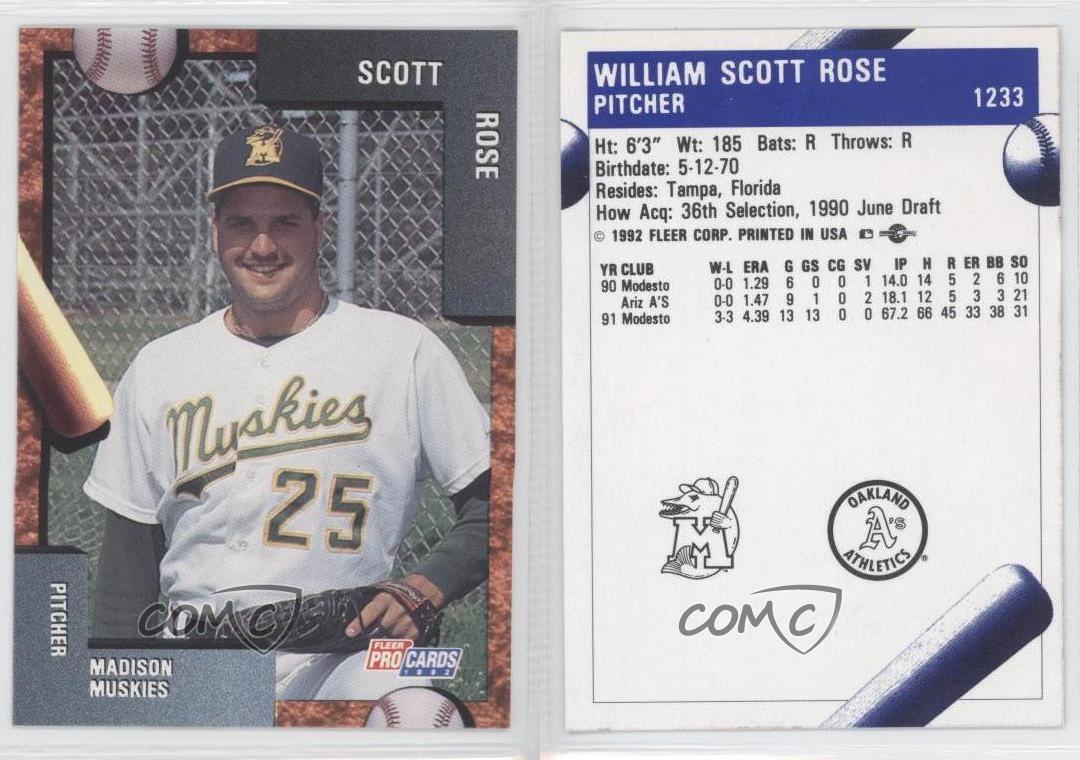 SCOTT
ROSE
M
Muskies
25
PITCHER
MADISON
MUSKIES
FLEER
PRO CARDS
1992
COMC
WILLIAM SCOTT ROSE
PITCHER 1233
Ht: 6'3" Wt: 185 Bats: R Throws: R
Birthdate: 5-12-70
Resides: Tampa, Florida
How Acq: 36th Selection, 1990 June Draft
© 1992 FLEER CORP. PRINTED IN USA
YR CLUB W-L ERA G GS CG SV IP H R ER BB SO
90 Modesto 0-0 1.29 6 0 0 1 14.0 14 5 2 6 10
Ariz A'S 0-0 1.47 9 1 0 2 18.1 12 5 3 3 21
91 Modesto 3-3 4.39 13 13 0 0 67.2 66 45 33 38 31
M
TM
OAKLAND
A's
ATHLETICS
®
COMC